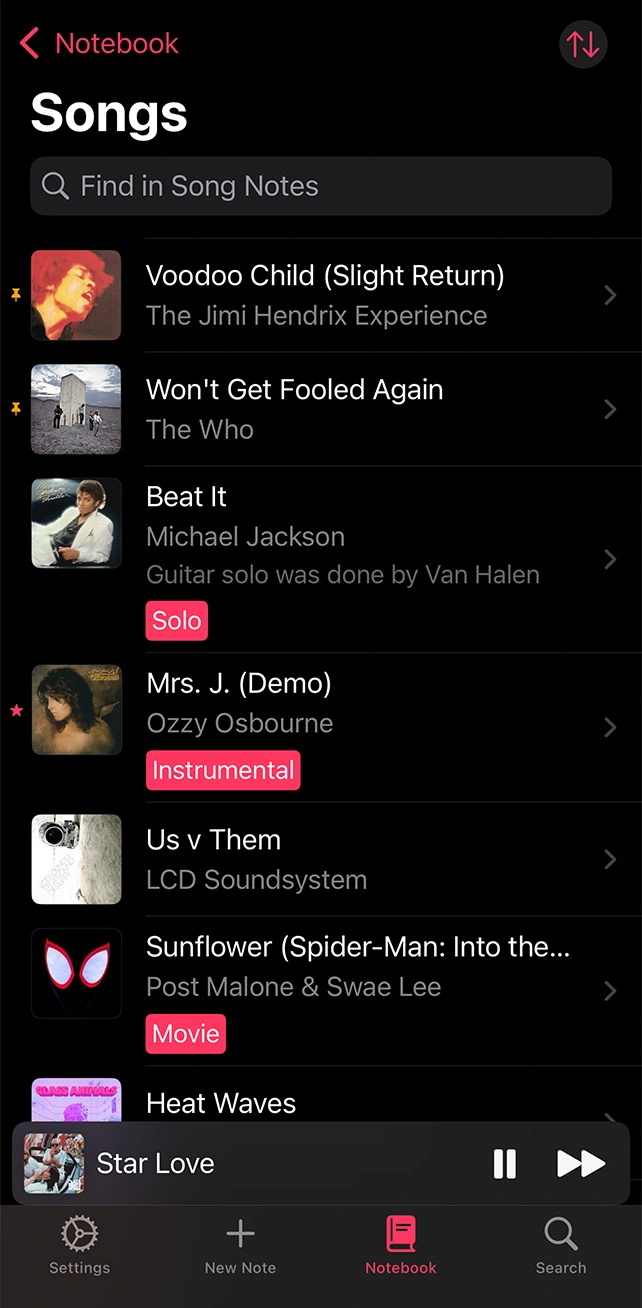 Notebook
Songs
Find in Song Notes
Voodoo Child (Slight Return)
The Jimi Hendrix Experience
Won't Get Fooled Again
The Who
Beat It
Michael Jackson
Guitar solo was done by Van Halen
Solo
Mrs. J. (Demo)
Ozzy Osbourne
Instrumental
Us v Them
LCD Soundsystem
Sunflower (Spider-Man: Into the...
Post Malone & Swae Lee
Movie
GLASS ANIMALS
Heat Waves
Star Love
Settings
New Note
Notebook
Search